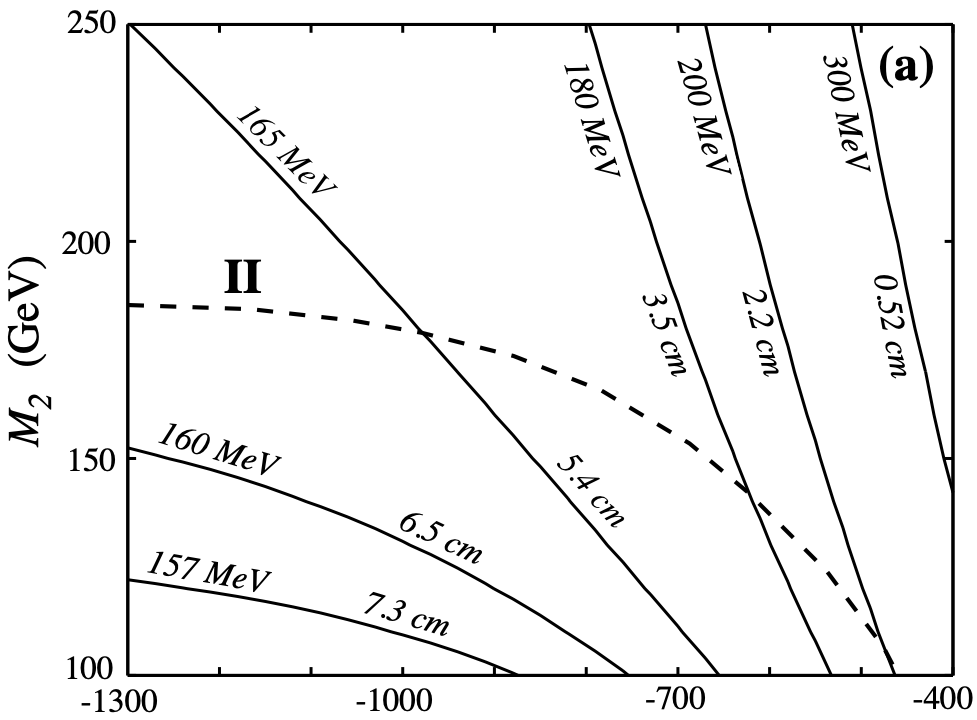 250
(a)
180 MeV
200 MeV
300 MeV
165 MeV
200
II
3.5 cm
2.2 cm
0.52 cm
M2 (GeV)
160 MeV
150
5.4 cm
6.5 cm
157 MeV
7.3 cm
100
-1300
-1000
-700
-400